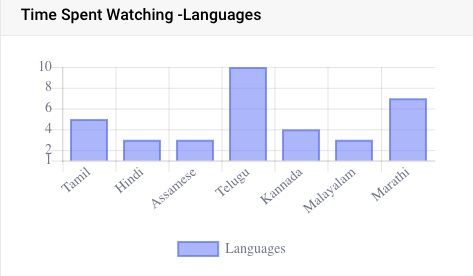 Time Spent Watching -Languages
10
8
6
4
2
1
Tamil
Hindi
Assamese
Telugu
Kannada
Malayalam
Marathi
Languages